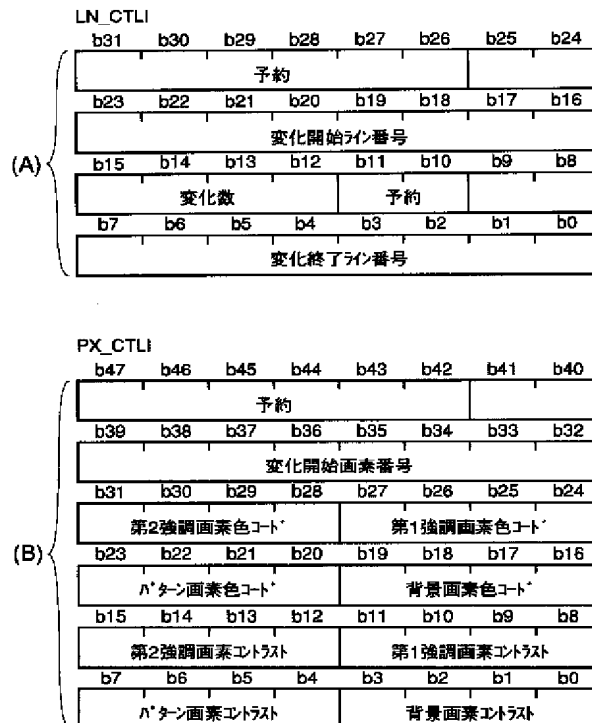 LN_CTLI
b31 b30 b29 b28 b27 b26 b25 b24
予約
b23 b22 b21 b20 b19 b18 b17 b16
変化開始ライン番号
(A)
b15 b14 b13 b12 b11 b10 b9 b8
変化数 予約
b7 b6 b5 b4 b3 b2 b1 b0
変化終了ライン番号
PX_CTLI
b47 b46 b45 b44 b43 b42 b41 b40
予約
b39 b38 b37 b36 b35 b34 b33 b32
変化開始画素番号
b31 b30 b29 b28 b27 b26 b25 b24
第2強調画素色コード 第1強調画素色コード
(B)
b23 b22 b21 b20 b19 b18 b17 b16
パターン画素色コード 背景画素色コード
b15 b14 b13 b12 b11 b10 b9 b8
第2強調画素コントラスト 第1強調画素コントラスト
b7 b6 b5 b4 b3 b2 b1 b0
パターン画素コントラスト 背景画素コントラスト